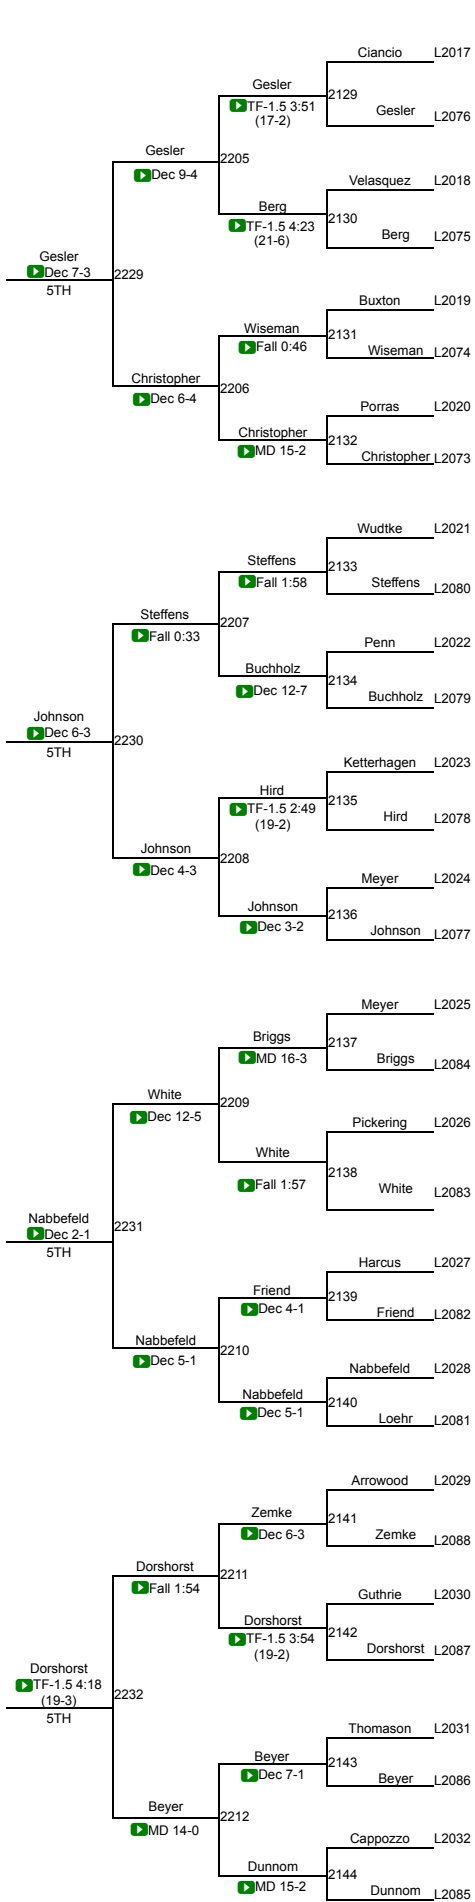 Ciancio L2017
Gesler
TF-1.5 3:51
(17-2)
2129
Gesler L2076
Gesler
Dec 9-4
2205
Velasquez L2018
Berg
TF-1.5 4:23
(21-6)
2130
Berg L2075
Gesler
Dec 7-3
5TH
2229
Buxton L2019
Wiseman
Fall 0:46
2131
Wiseman L2074
Christopher
Dec 6-4
2206
Porras L2020
Christopher
MD 15-2
2132
Christopher L2073
Wudtke L2021
Steffens
Fall 1:58
2133
Steffens L2080
Steffens
Fall 0:33
2207
Penn L2022
Buchholz
Dec 12-7
2134
Buchholz L2079
Johnson
Dec 6-3
5TH
2230
Ketterhagen L2023
Hird
TF-1.5 2:49
(19-2)
2135
Hird L2078
Johnson
Dec 4-3
2208
Meyer L2024
Johnson
Dec 3-2
2136
Johnson L2077
Meyer L2025
Briggs
MD 16-3
2137
Briggs L2084
White
Dec 12-5
2209
Pickering L2026
White
Fall 1:57
2138
White L2083
Nabbefeld
Dec 2-1
5TH
2231
Harcus L2027
Friend
Dec 4-1
2139
Friend L2082
Nabbefeld
Dec 5-1
2210
Nabbefeld L2028
Nabbefeld
Dec 5-1
2140
Loehr L2081
Arrowood L2029
Zemke
Dec 6-3
2141
Zemke L2088
Dorshorst
Fall 1:54
2211
Guthrie L2030
Dorshorst
TF-1.5 3:54
(19-2)
2142
Dorshorst L2087
Dorshorst
TF-1.5 4:18
(19-3)
5TH
2232
Thomason L2031
Beyer
Dec 7-1
2143
Beyer L2086
Beyer
MD 14-0
2212
Cappozzo L2032
Dunnom
MD 15-2
2144
Dunnom L2085